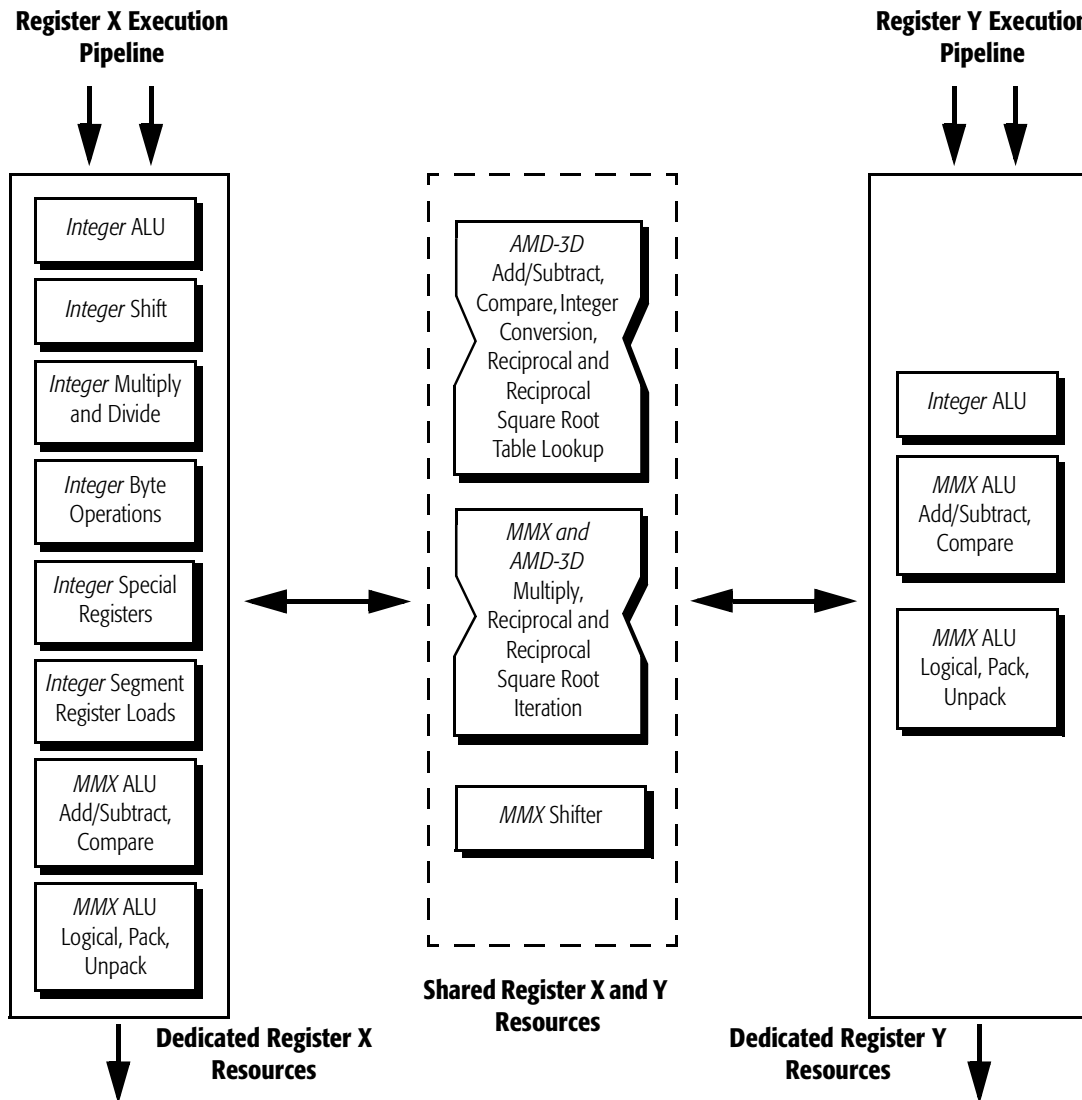 Register X Execution
Pipeline
Register Y Execution
Pipeline
Integer ALU
Integer Shift
Integer Multiply
and Divide
Integer Byte
Operations
Integer Special
Registers
Integer Segment
Register Loads
MMX ALU
Add/Subtract,
Compare
MMX ALU
Logical, Pack,
Unpack
AMD-3D
Add/Subtract,
Compare, Integer
Conversion,
Reciprocal and
Reciprocal
Square Root
Table Lookup
MMX and
AMD-3D
Multiply,
Reciprocal and
Reciprocal
Square Root
Iteration
MMX Shifter
Integer ALU
MMX ALU
Add/Subtract,
Compare
MMX ALU
Logical, Pack,
Unpack
Shared Register X and Y
Resources
Dedicated Register X
Resources
Dedicated Register Y
Resources